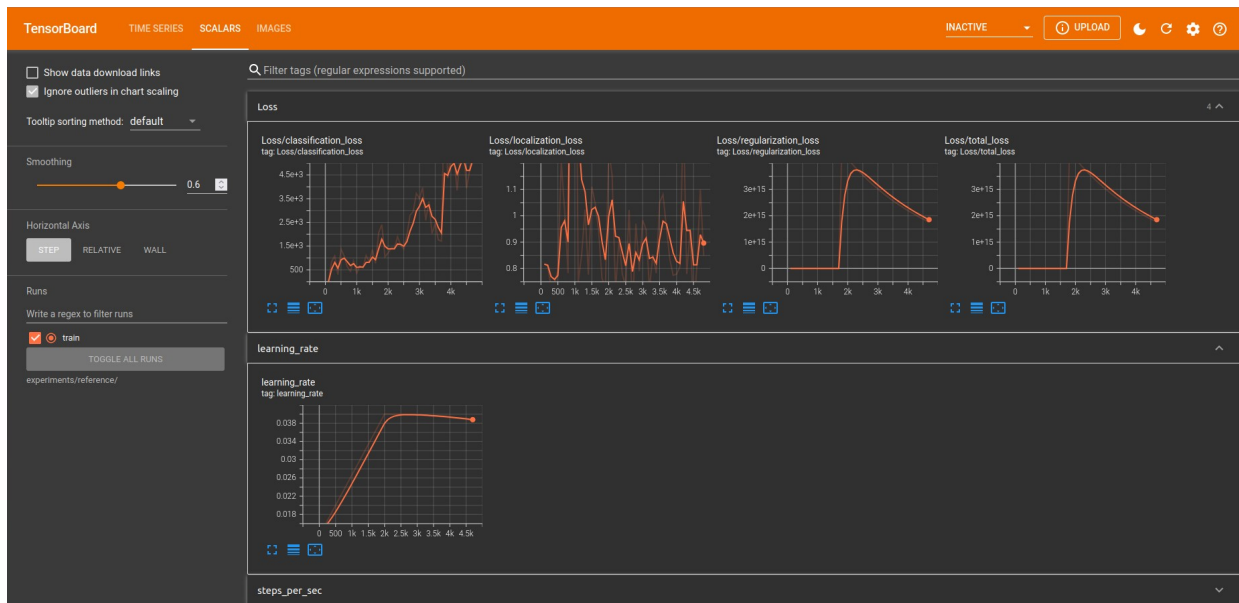 TensorBoard TIME SERIES SCALARS IMAGES INACTIVE UPLOAD
Show data download links
Ignore outliers in chart scaling
Tooltip sorting method: default
Smoothing
0.6
Horizontal Axis
STEP RELATIVE WALL
Runs
Write a regex to filter runs
train
TOGGLE ALL RUNS
experiments/reference/
Filter tags (regular expressions supported)
Loss 4
Loss/classification_loss
tag: Loss/classification_loss
4.5e+3
3.5e+3
2.5e+3
1.5e+3
500
0 1k 2k 3k 4k
Loss/localization_loss
tag: Loss/localization_loss
1.1
1
0.9
0.8
0 500 1k 1.5k 2k 2.5k 3k 3.5k 4k 4.5k
Loss/regularization_loss
tag: Loss/regularization_loss
3e+15
2e+15
1e+15
0
0 1k 2k 3k 4k
Loss/total_loss
tag: Loss/total_loss
3e+15
2e+15
1e+15
0
0 1k 2k 3k 4k
learning_rate
learning_rate
tag: learning_rate
0.038
0.034
0.03
0.026
0.022
0.018
0 500 1k 1.5k 2k 2.5k 3k 3.5k 4k 4.5k
steps_per_sec